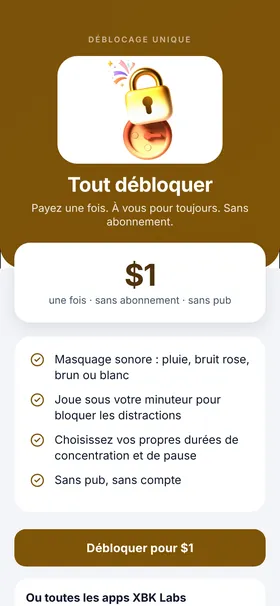 DÉBLOCAGE UNIQUE
Tout débloquer
Payez une fois. À vous pour toujours. Sans
abonnement.
$1
une fois · sans abonnement · sans pub
Masquage sonore : pluie, bruit rose,
brun ou blanc
Joue sous votre minuteur pour
bloquer les distractions
Choisissez vos propres durées de
concentration et de pause
Sans pub, sans compte
Débloquer pour $1
Ou toutes les apps XBK Labs